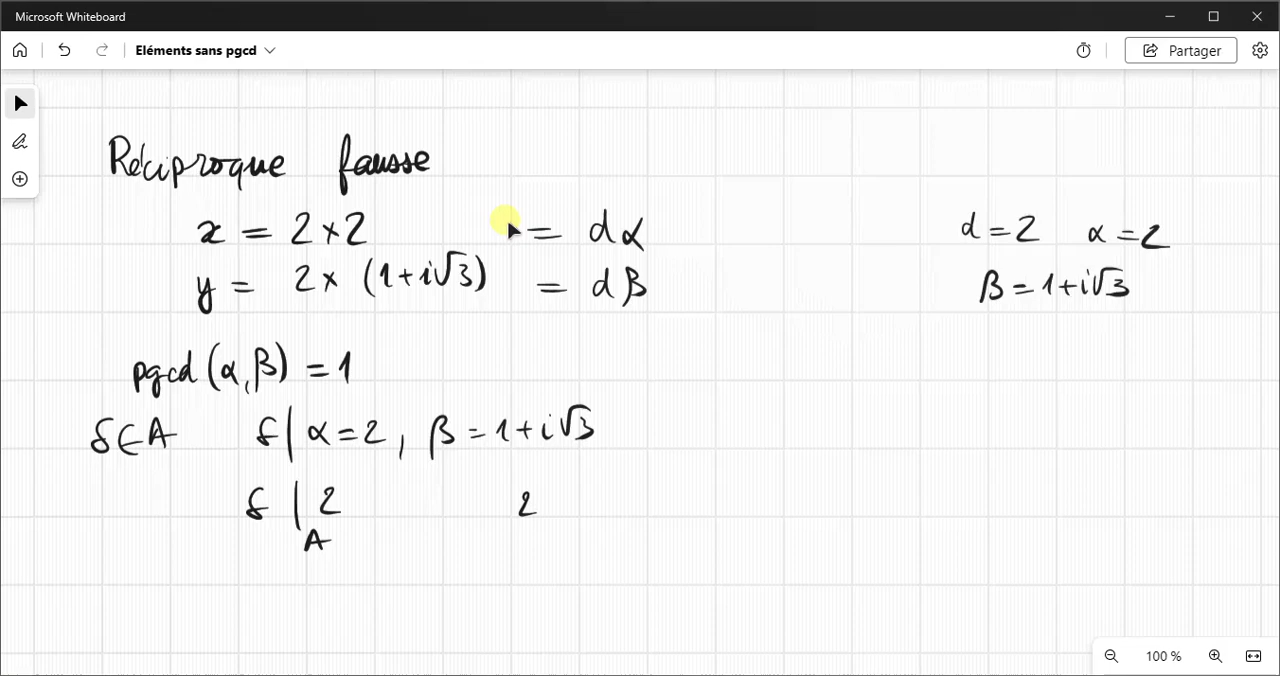 Microsoft Whiteboard
Eléments sans pgcd
Partager
Réciproque fausse
x = 2×2 = dα
y = 2× (1+i√3) = dβ
d=2 α=2
β=1+i√3
pgcd (α,β) = 1
δ∈A δ | α=2, β=1+i√3
δ | 2 2
A
100 %